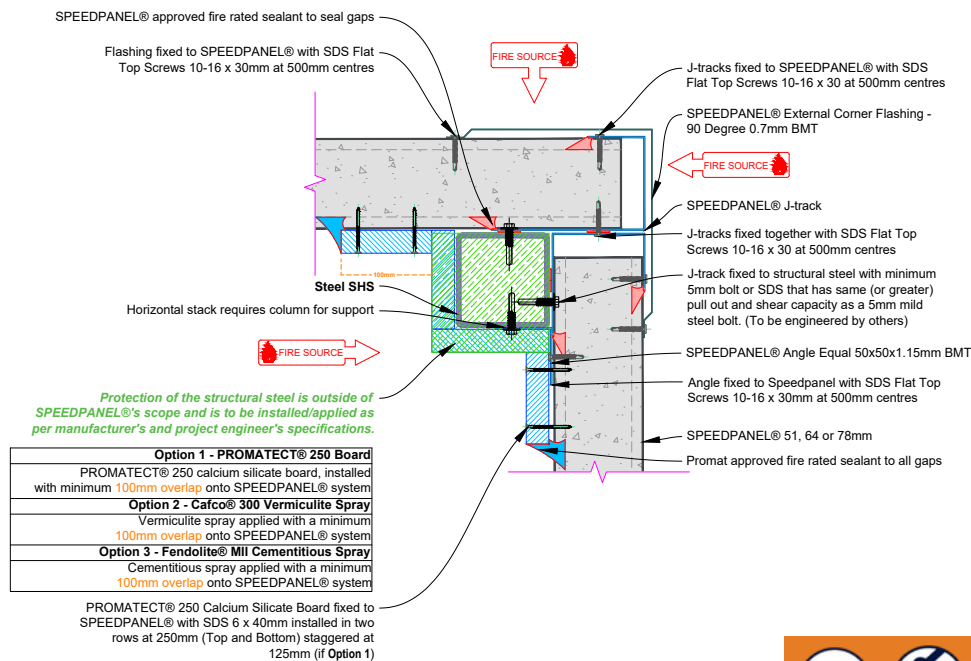 SPEEDPANEL® approved fire rated sealant to seal gaps
Flashing fixed to SPEEDPANEL® with SDS Flat
Top Screws 10-16 x 30mm at 500mm centres
FIRE SOURCE
J-tracks fixed to SPEEDPANEL® with SDS
Flat Top Screws 10-16 x 30 at 500mm centres
SPEEDPANEL® External Corner Flashing -
90 Degree 0.7mm BMT
FIRE SOURCE
SPEEDPANEL® J-track
J-tracks fixed together with SDS Flat Top
Screws 10-16 x 30 at 500mm centres
100mm
Steel SHS
J-track fixed to structural steel with minimum
5mm bolt or SDS that has same (or greater)
pull out and shear capacity as a 5mm mild
steel bolt. (To be engineered by others)
Horizontal stack requires column for support
FIRE SOURCE
SPEEDPANEL® Angle Equal 50x50x1.15mm BMT
Angle fixed to Speedpanel with SDS Flat Top
Screws 10-16 x 30mm at 500mm centres
Protection of the structural steel is outside of
SPEEDPANEL®'s scope and is to be installed/applied as
per manufacturer's and project engineer's specifications.
SPEEDPANEL® 51, 64 or 78mm
Promat approved fire rated sealant to all gaps
Option 1 - PROMATECT® 250 Board
PROMATECT® 250 calcium silicate board, installed
with minimum 100mm overlap onto SPEEDPANEL® system
Option 2 - Cafco® 300 Vermiculite Spray
Vermiculite spray applied with a minimum
100mm overlap onto SPEEDPANEL® system
Option 3 - Fendolite® MII Cementitious Spray
Cementitious spray applied with a minimum
100mm overlap onto SPEEDPANEL® system
PROMATECT® 250 Calcium Silicate Board fixed to
SPEEDPANEL® with SDS 6 x 40mm installed in two
rows at 250mm (Top and Bottom) staggered at
125mm (if Option 1)